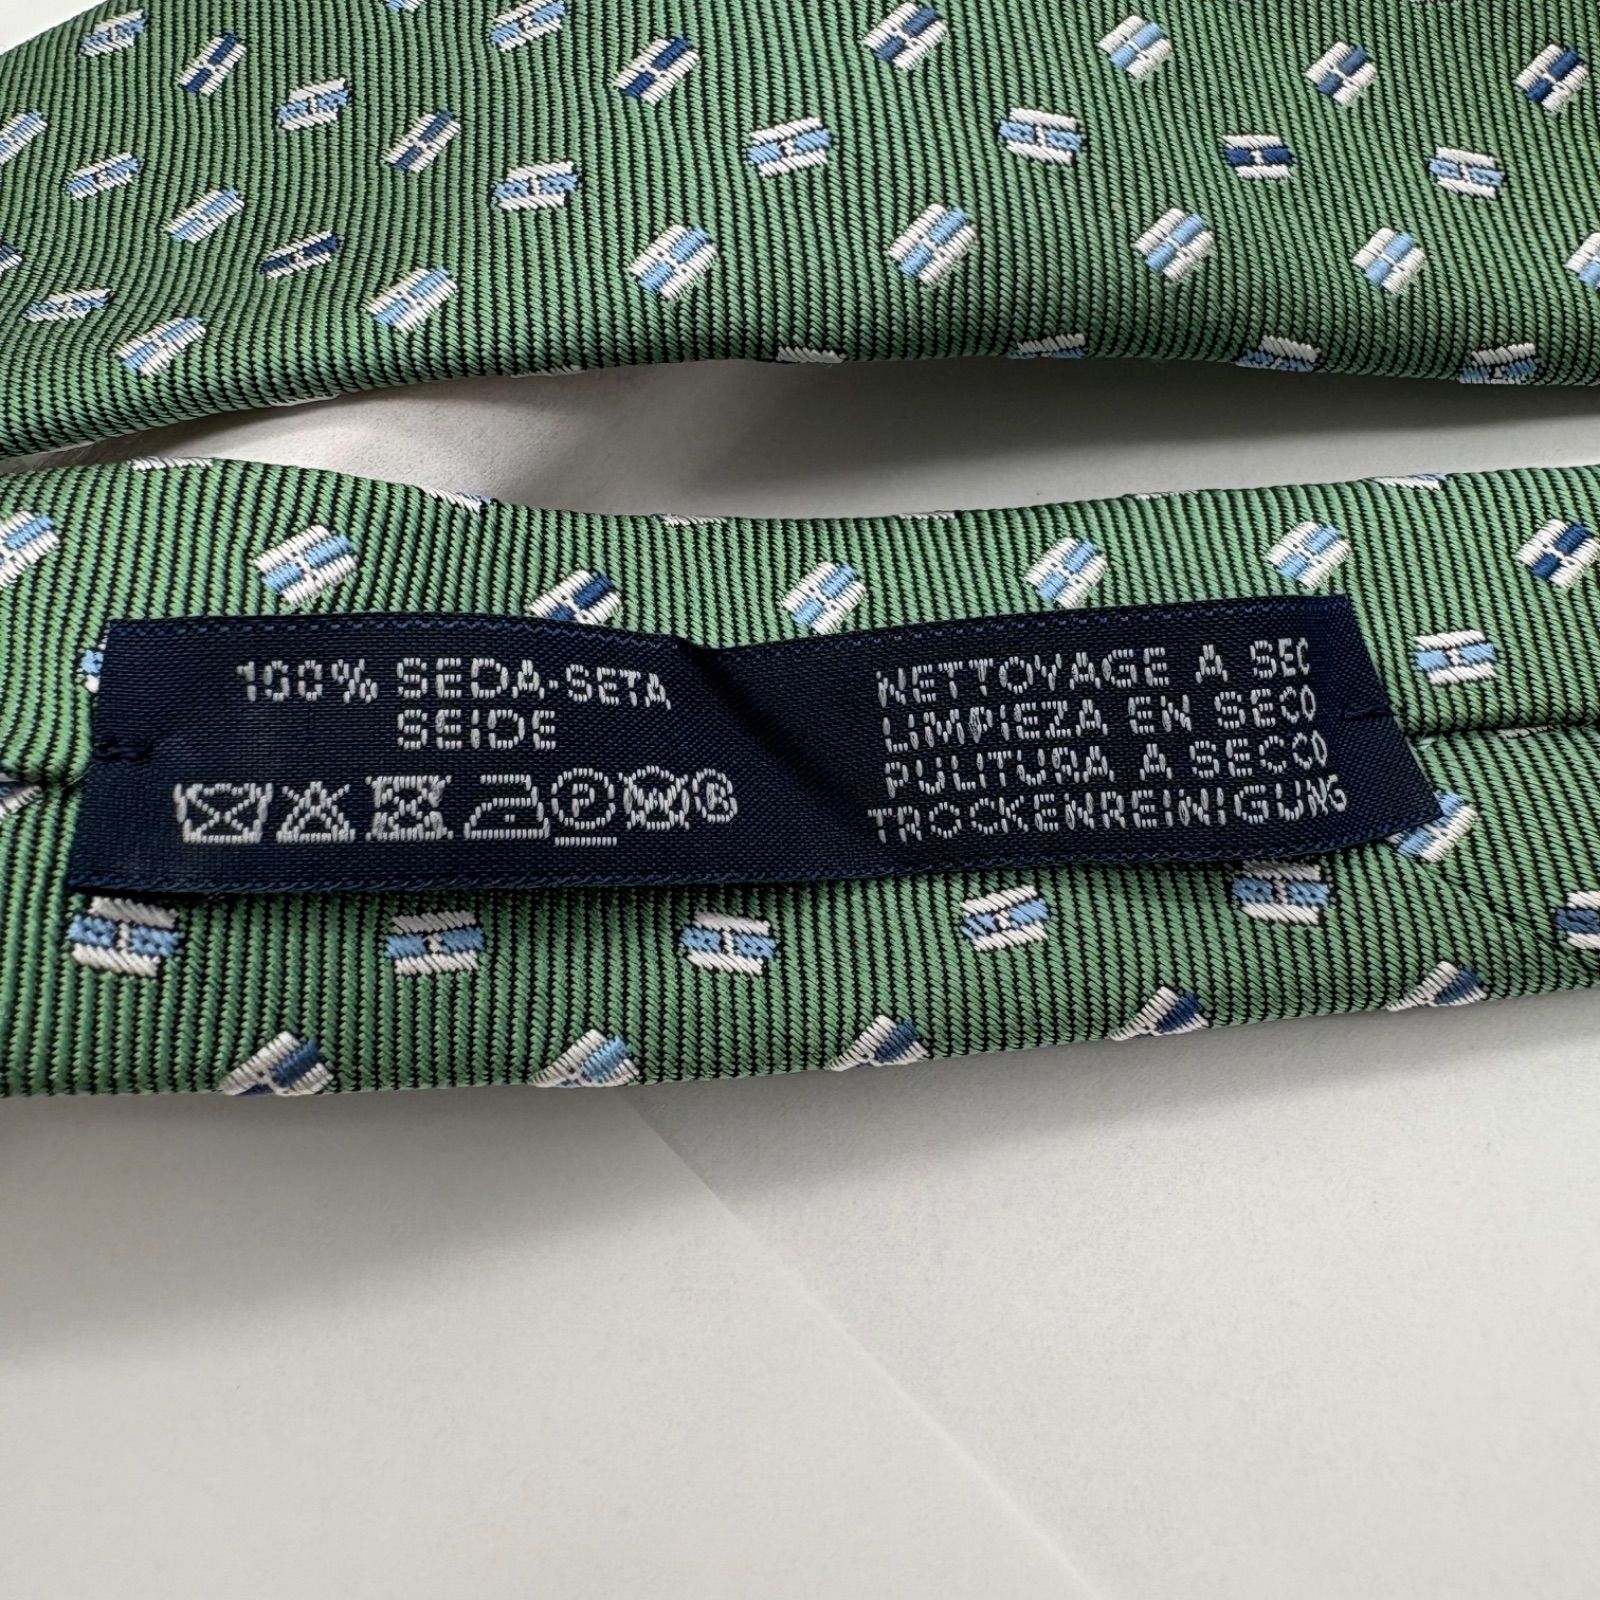 100% SEDA-SETA
SEIDE
P
R
NETTOYAGE A SEC
LIMPIEZA EN SECO
PULITURA A SECCO
TROCKENREINIGUNG